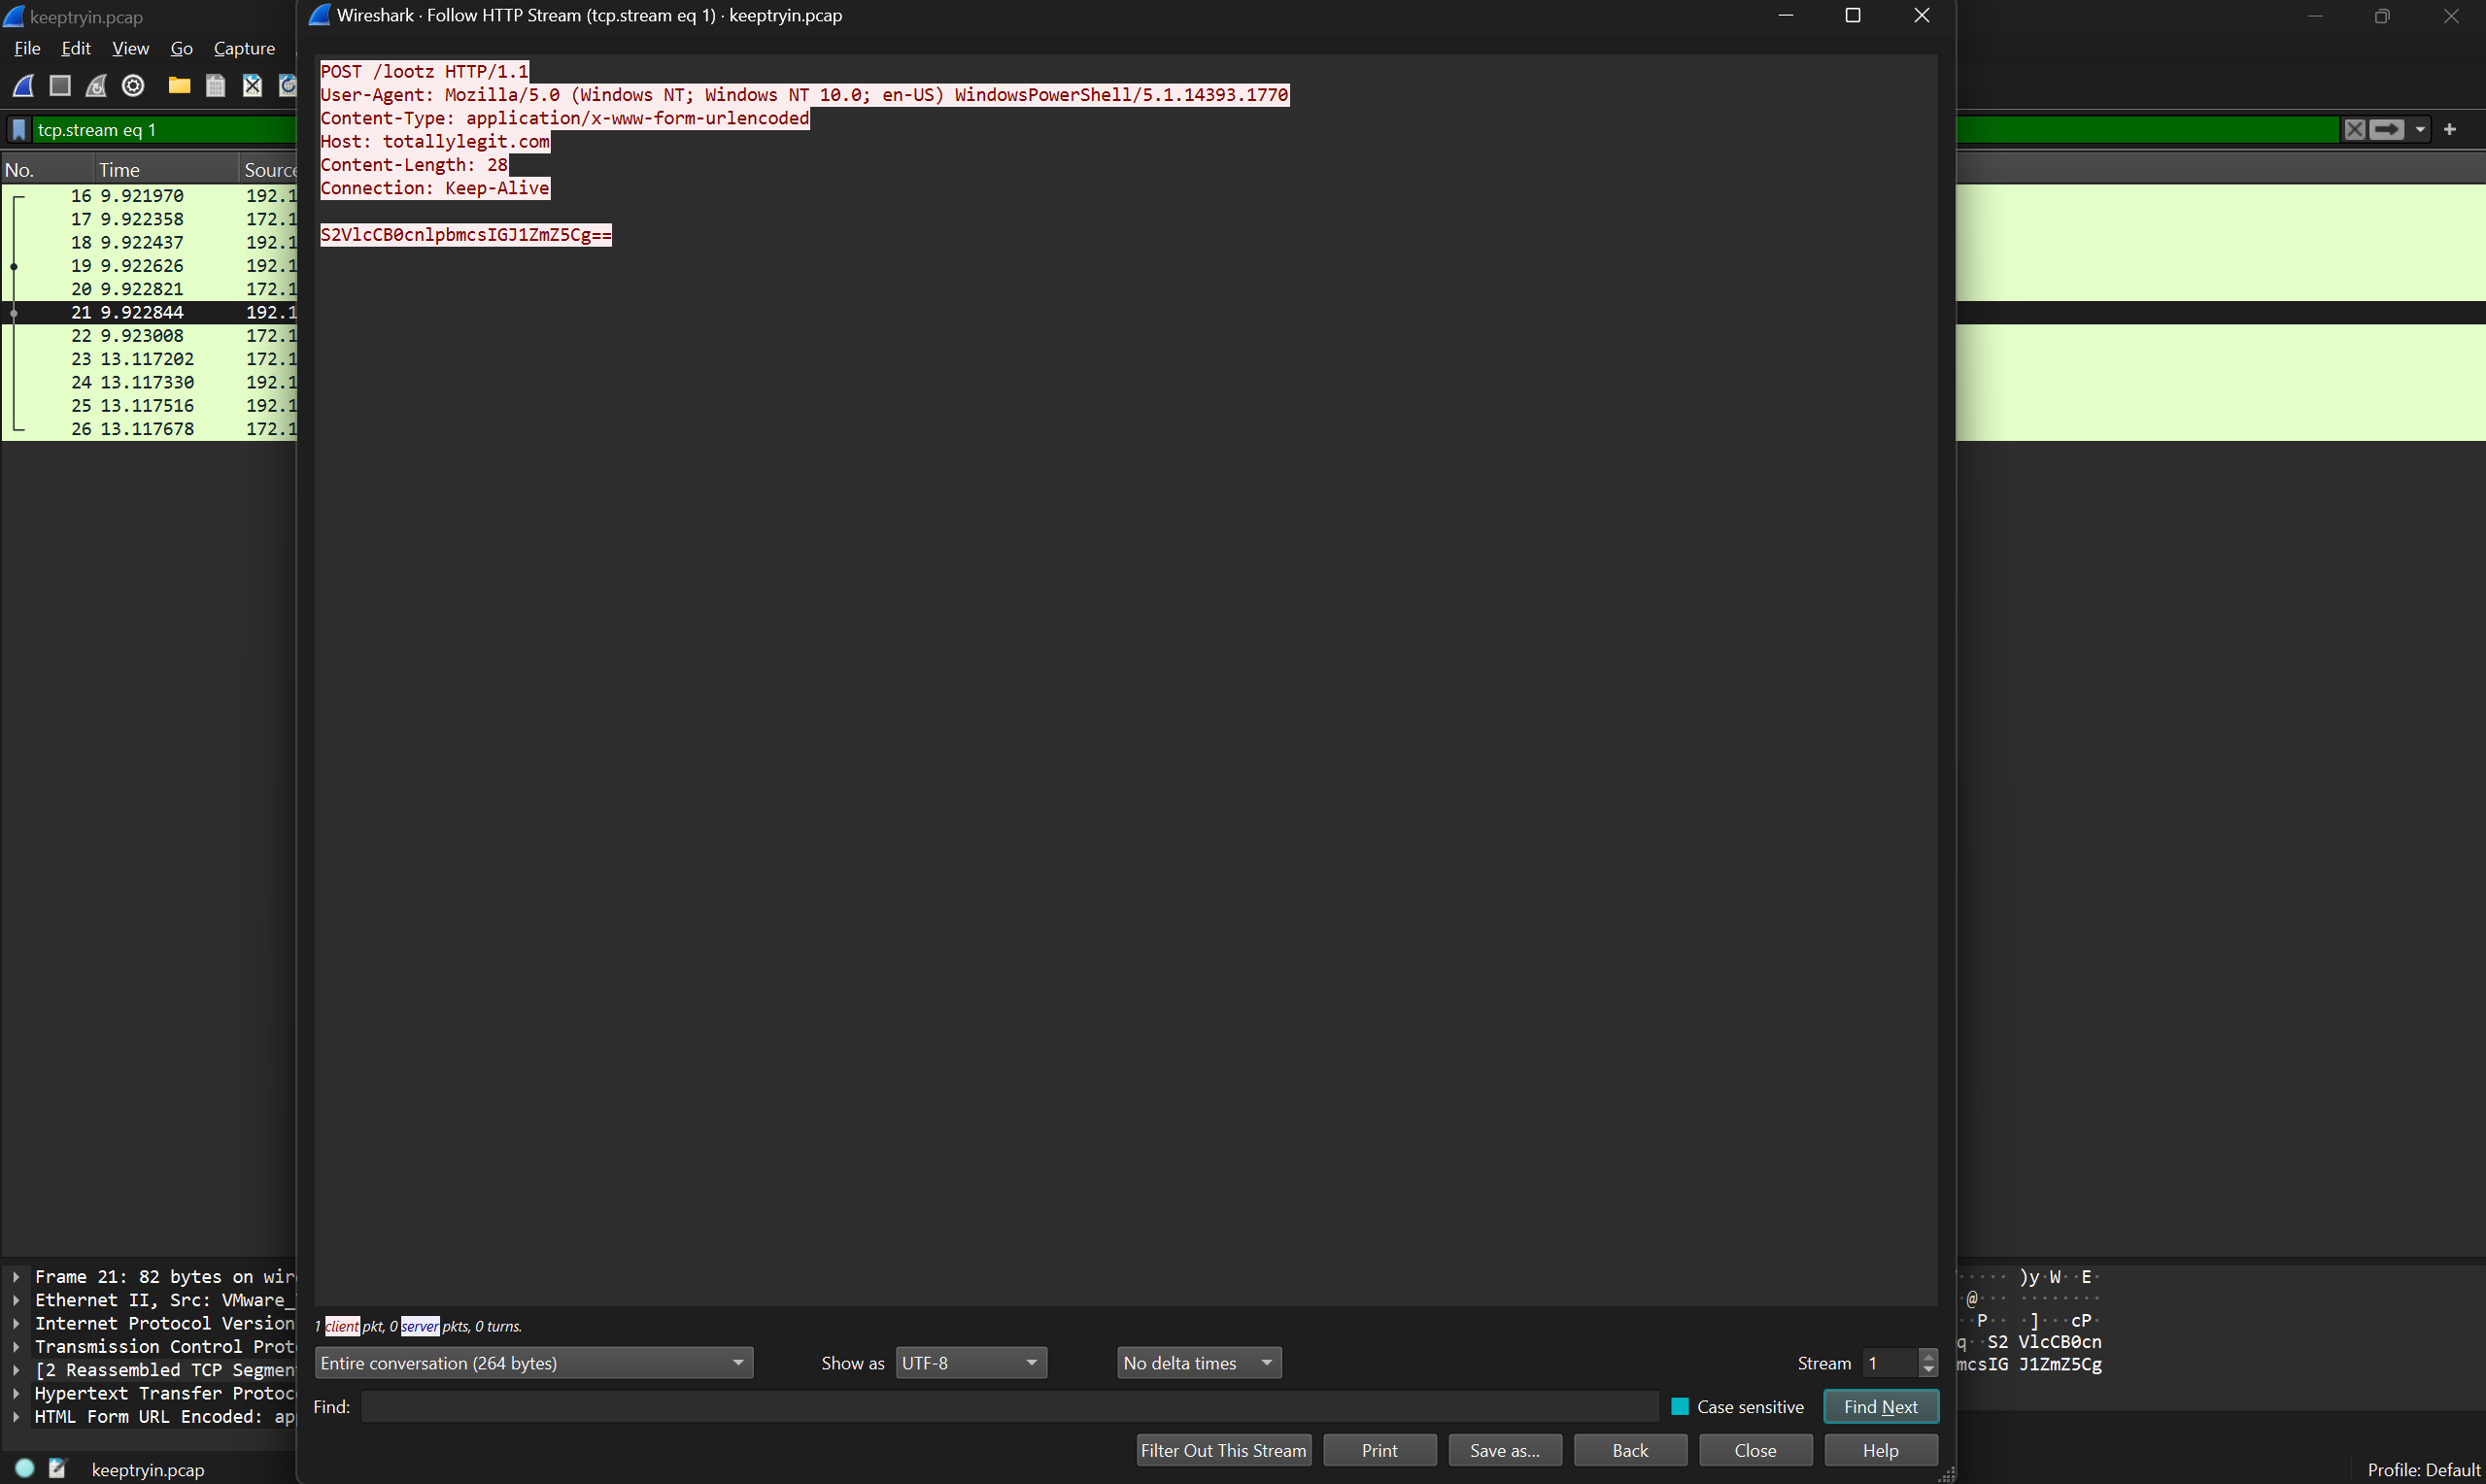 keeptryin.pcap
Wireshark · Follow HTTP Stream (tcp.stream eq 1) · keeptryin.pcap
File Edit View Go Capture
tcp.stream eq 1
No. Time Source
16 9.921970 192.1
17 9.922358 172.1
18 9.922437 192.1
19 9.922626 192.1
20 9.922821 172.1
21 9.922844 192.1
22 9.923008 172.1
23 13.117202 172.1
24 13.117330 192.1
25 13.117516 192.1
26 13.117678 172.1
POST /lootz HTTP/1.1
User-Agent: Mozilla/5.0 (Windows NT; Windows NT 10.0; en-US) WindowsPowerShell/5.1.14393.1770
Content-Type: application/x-www-form-urlencoded
Host: totallylegit.com
Content-Length: 28
Connection: Keep-Alive
S2VlcCB0cnlpbmcsIGJ1ZmZ5Cg==
Frame 21: 82 bytes on wir
Ethernet II, Src: VMware_
Internet Protocol Version
Transmission Control Prot
[2 Reassembled TCP Segmen
Hypertext Transfer Protoc
HTML Form URL Encoded: ap
····· )y·W··E·
·@··· ········
··P·· ·]···cP·
q··S2 VlcCB0cn
mcsIG J1ZmZ5Cg
1 client pkt, 0 server pkts, 0 turns.
Entire conversation (264 bytes) Show as UTF-8 No delta times Stream 1
Find: Case sensitive Find Next
Filter Out This Stream Print Save as... Back Close Help
keeptryin.pcap Profile: Default